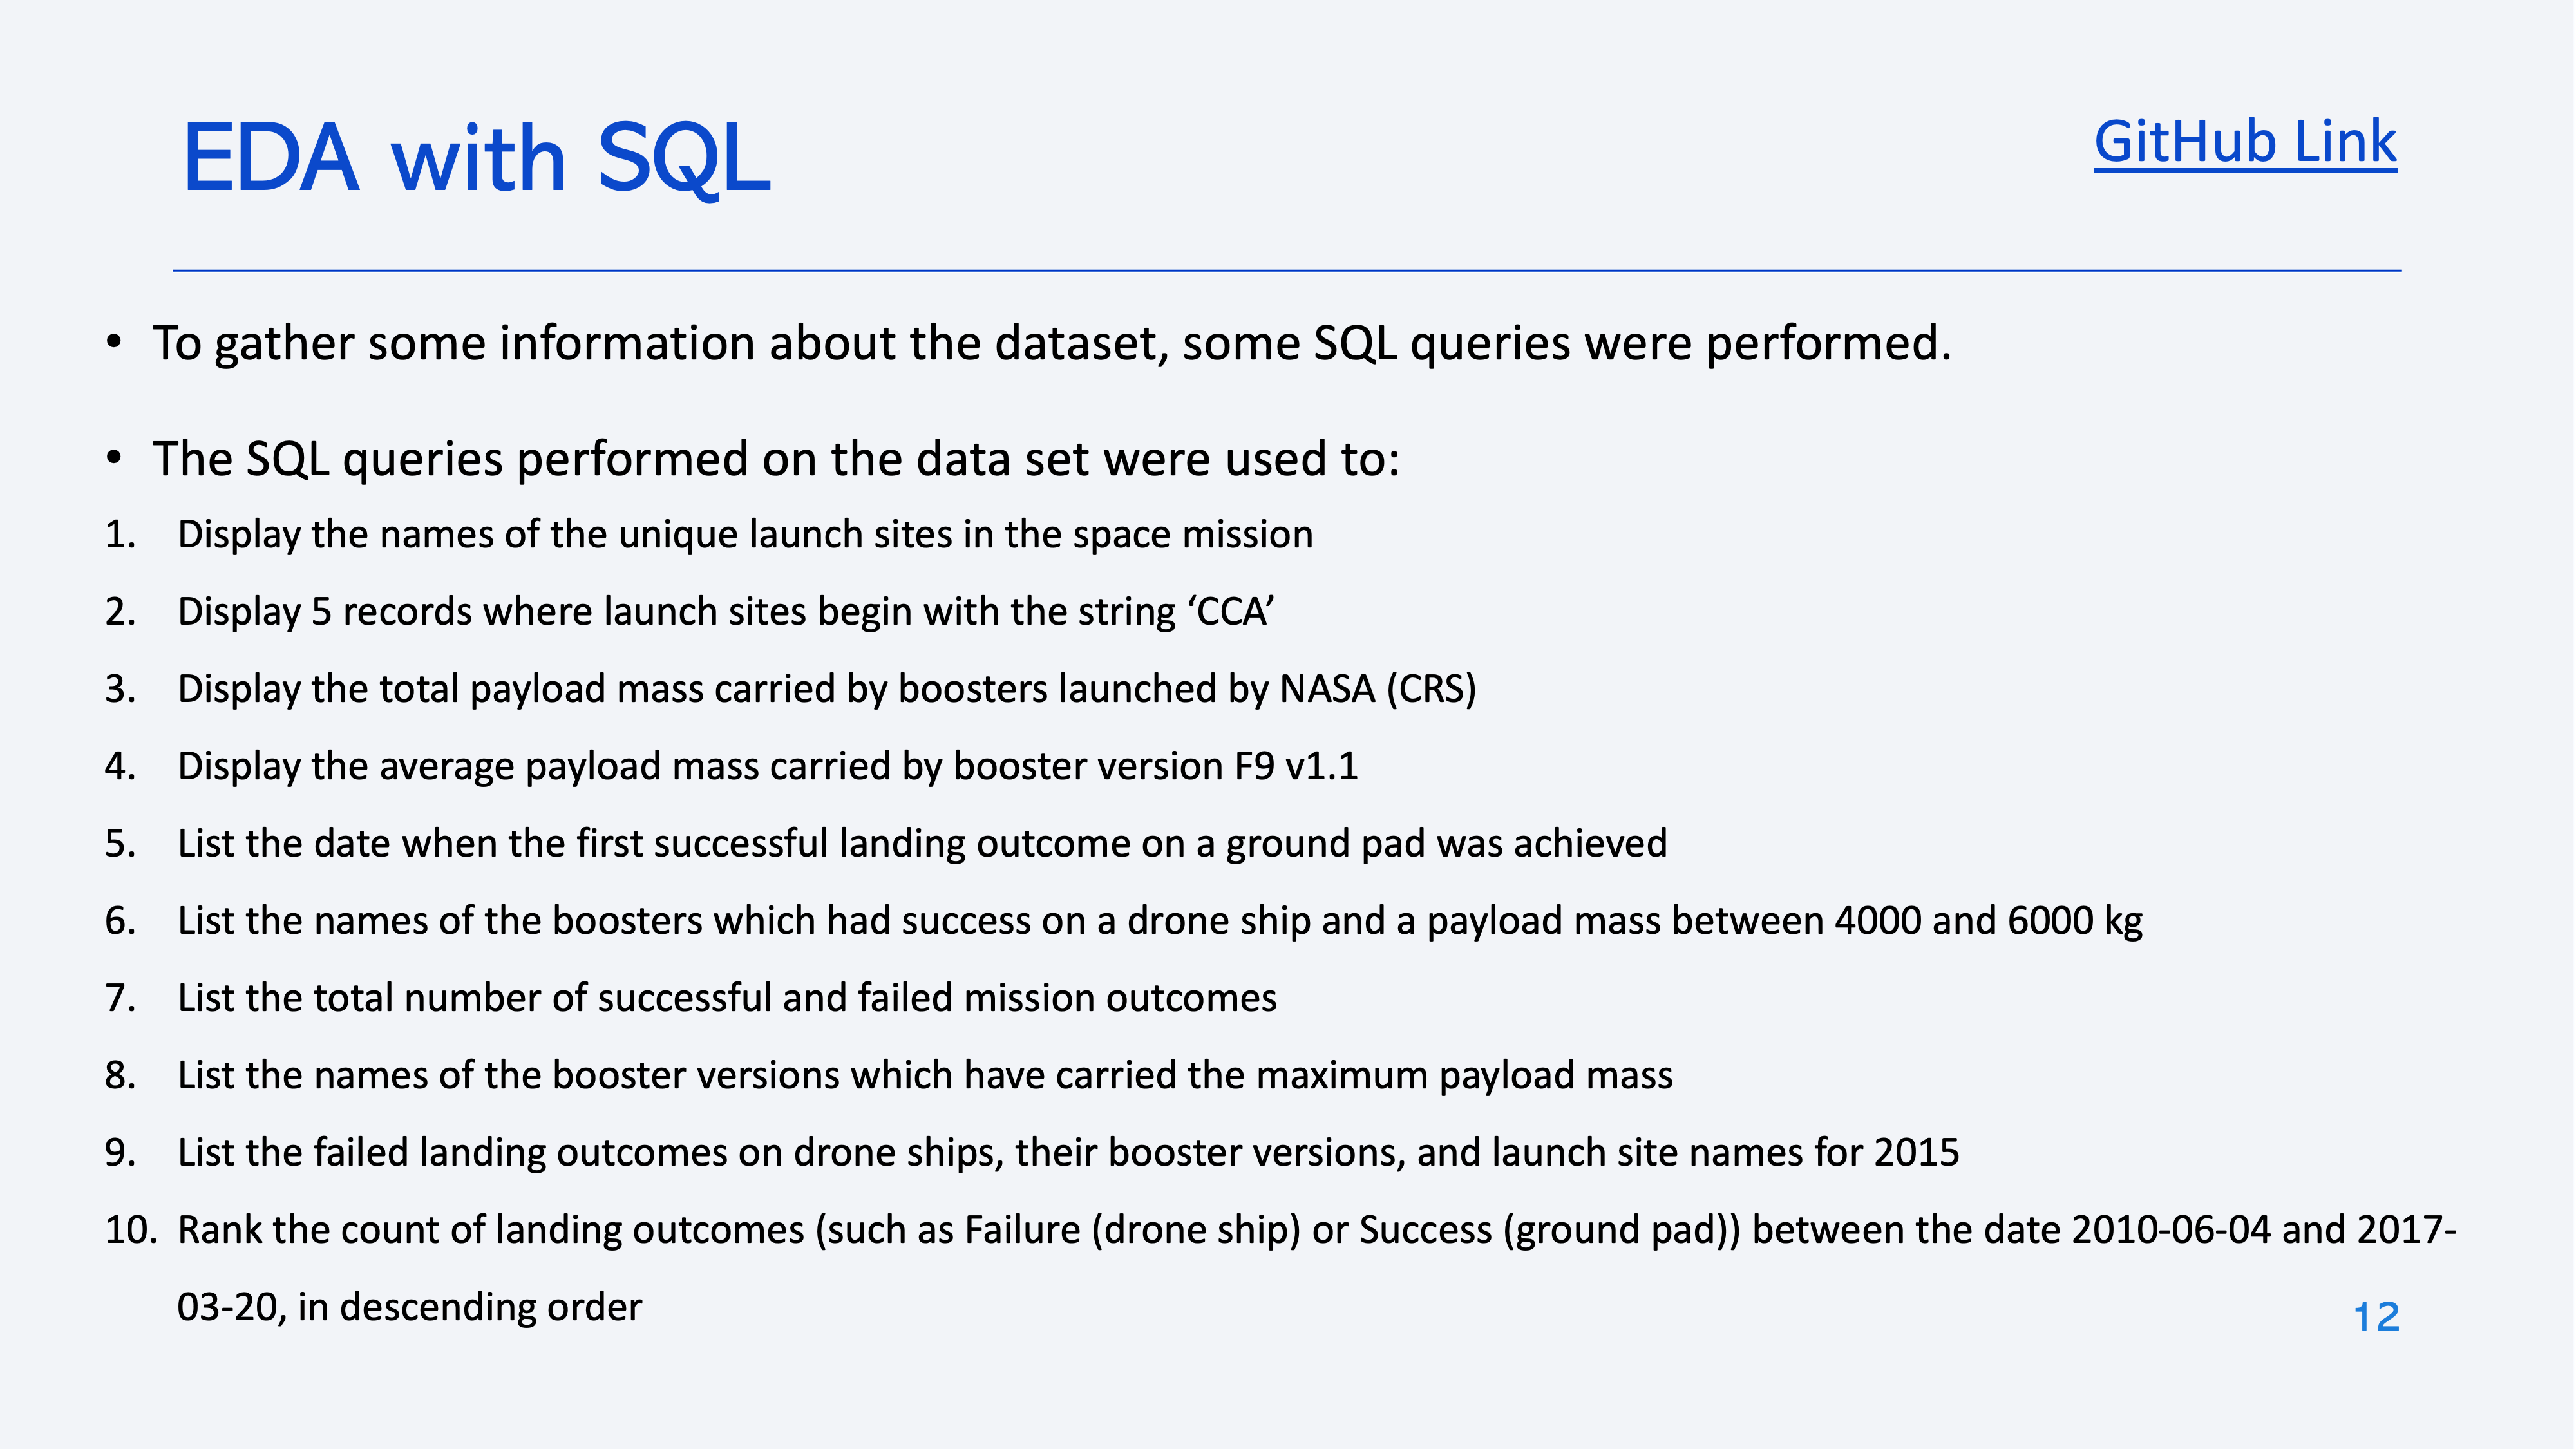 EDA with SQL
GitHub Link
• To gather some information about the dataset, some SQL queries were performed.
• The SQL queries performed on the data set were used to:
1. Display the names of the unique launch sites in the space mission
2. Display 5 records where launch sites begin with the string ‘CCA’
3. Display the total payload mass carried by boosters launched by NASA (CRS)
4. Display the average payload mass carried by booster version F9 v1.1
5. List the date when the first successful landing outcome on a ground pad was achieved
6. List the names of the boosters which had success on a drone ship and a payload mass between 4000 and 6000 kg
7. List the total number of successful and failed mission outcomes
8. List the names of the booster versions which have carried the maximum payload mass
9. List the failed landing outcomes on drone ships, their booster versions, and launch site names for 2015
10. Rank the count of landing outcomes (such as Failure (drone ship) or Success (ground pad)) between the date 2010-06-04 and 2017-
03-20, in descending order
12